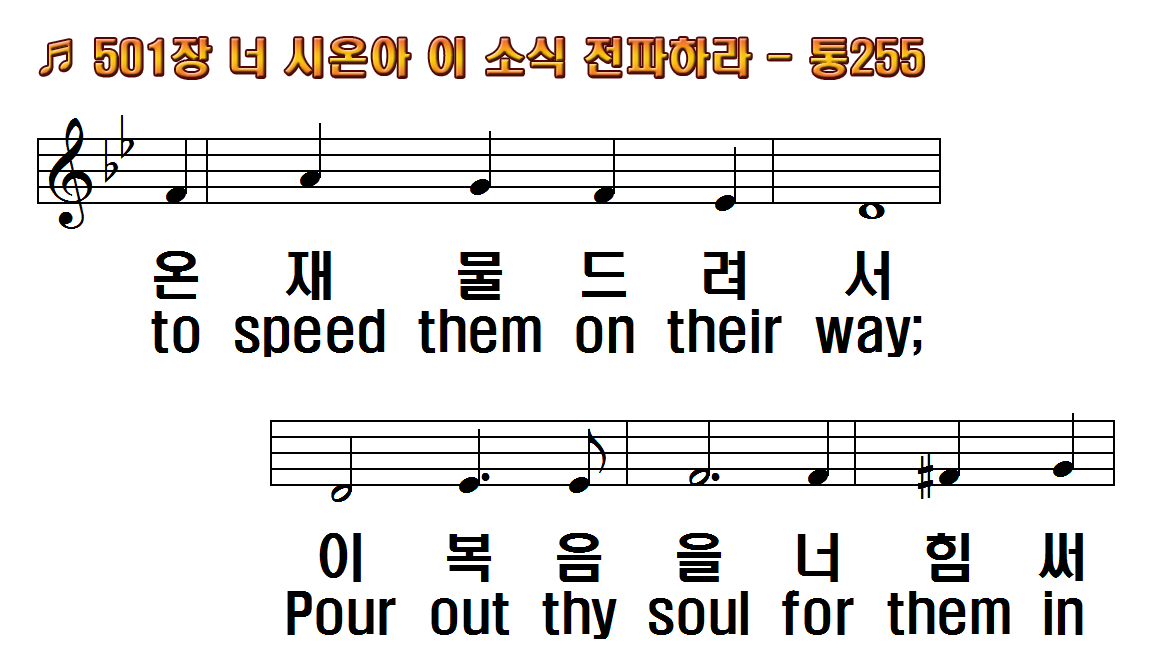 ♬ 501장 너 시온아 이 소식 전파하라 - 통255
온 재 물 드 려 서
to speed them on their way;
이 복 음 을 너 힘 써
Pour out thy soul for them in